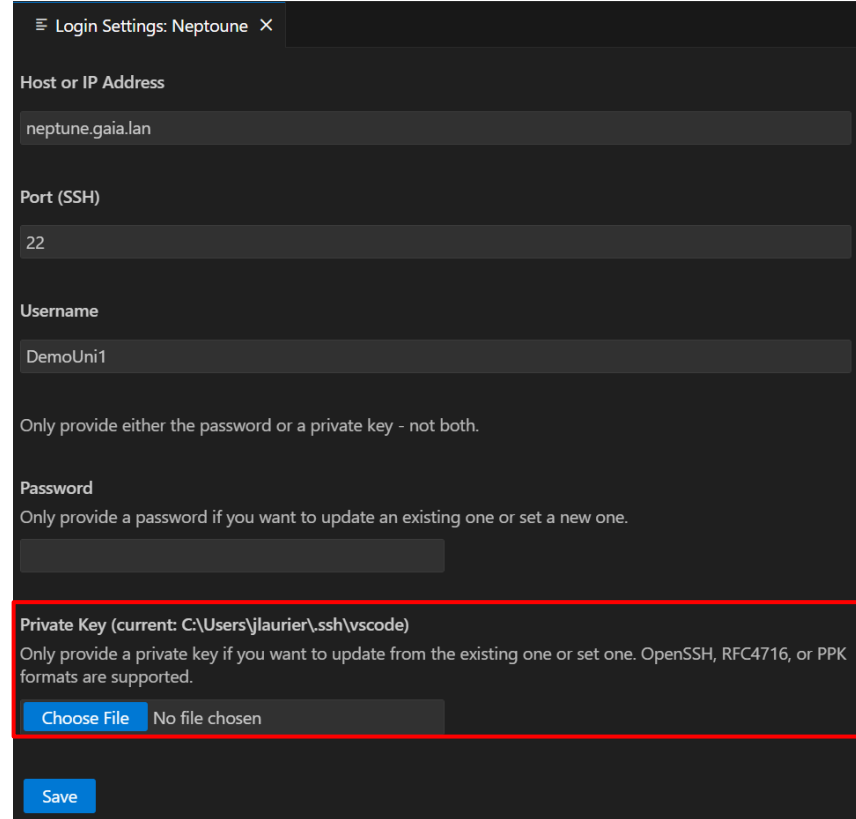 Login Settings: Neptoune
Host or IP Address
neptune.gaia.lan
Port (SSH)
22
Username
DemoUni1
Only provide either the password or a private key - not both.
Password
Only provide a password if you want to update an existing one or set a new one.
Private Key (current: C:\Users\jlaurier\.ssh\vscode)
Only provide a private key if you want to update from the existing one or set one. OpenSSH, RFC4716, or PPK
formats are supported.
Choose File No file chosen
Save